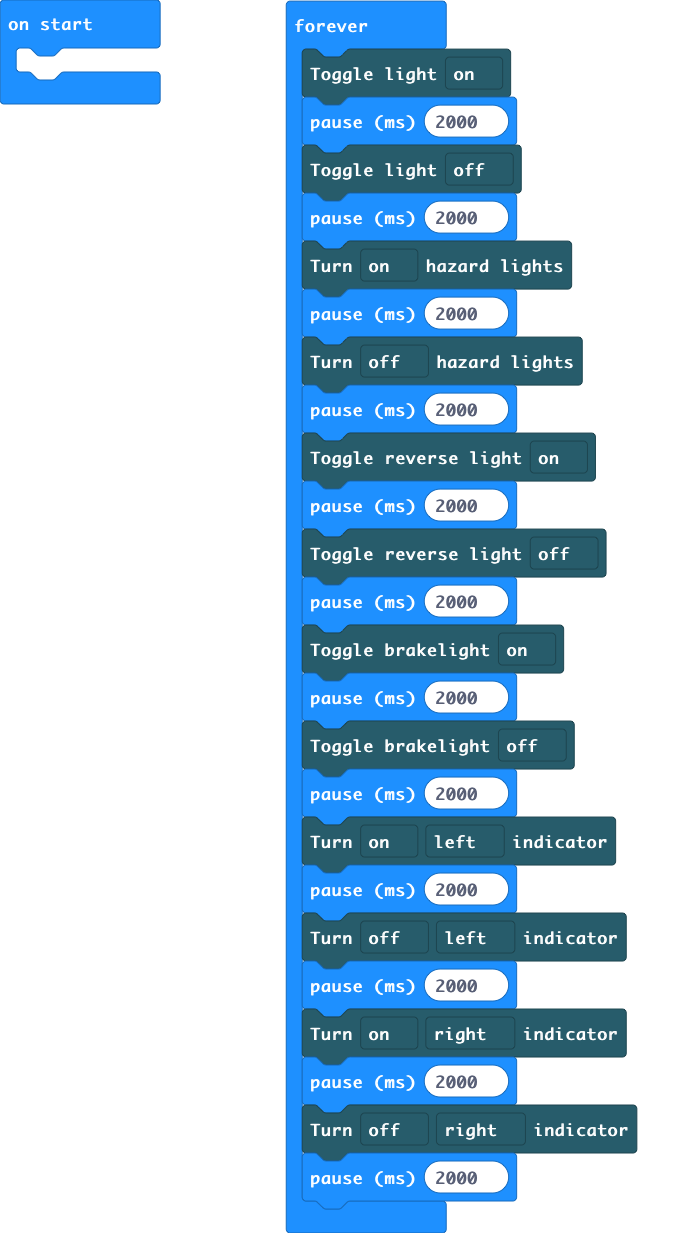 on start
forever
Toggle light on
pause (ms) 2000
Toggle light off
pause (ms) 2000
Turn on hazard lights
pause (ms) 2000
Turn off hazard lights
pause (ms) 2000
Toggle reverse light on
pause (ms) 2000
Toggle reverse light off
pause (ms) 2000
Toggle brakelight on
pause (ms) 2000
Toggle brakelight off
pause (ms) 2000
Turn on left indicator
pause (ms) 2000
Turn off left indicator
pause (ms) 2000
Turn on right indicator
pause (ms) 2000
Turn off right indicator
pause (ms) 2000